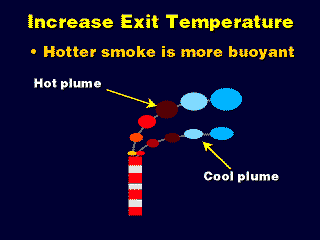 Increase Exit Temperature
• Hotter smoke is more buoyant
Hot plume
Cool plume